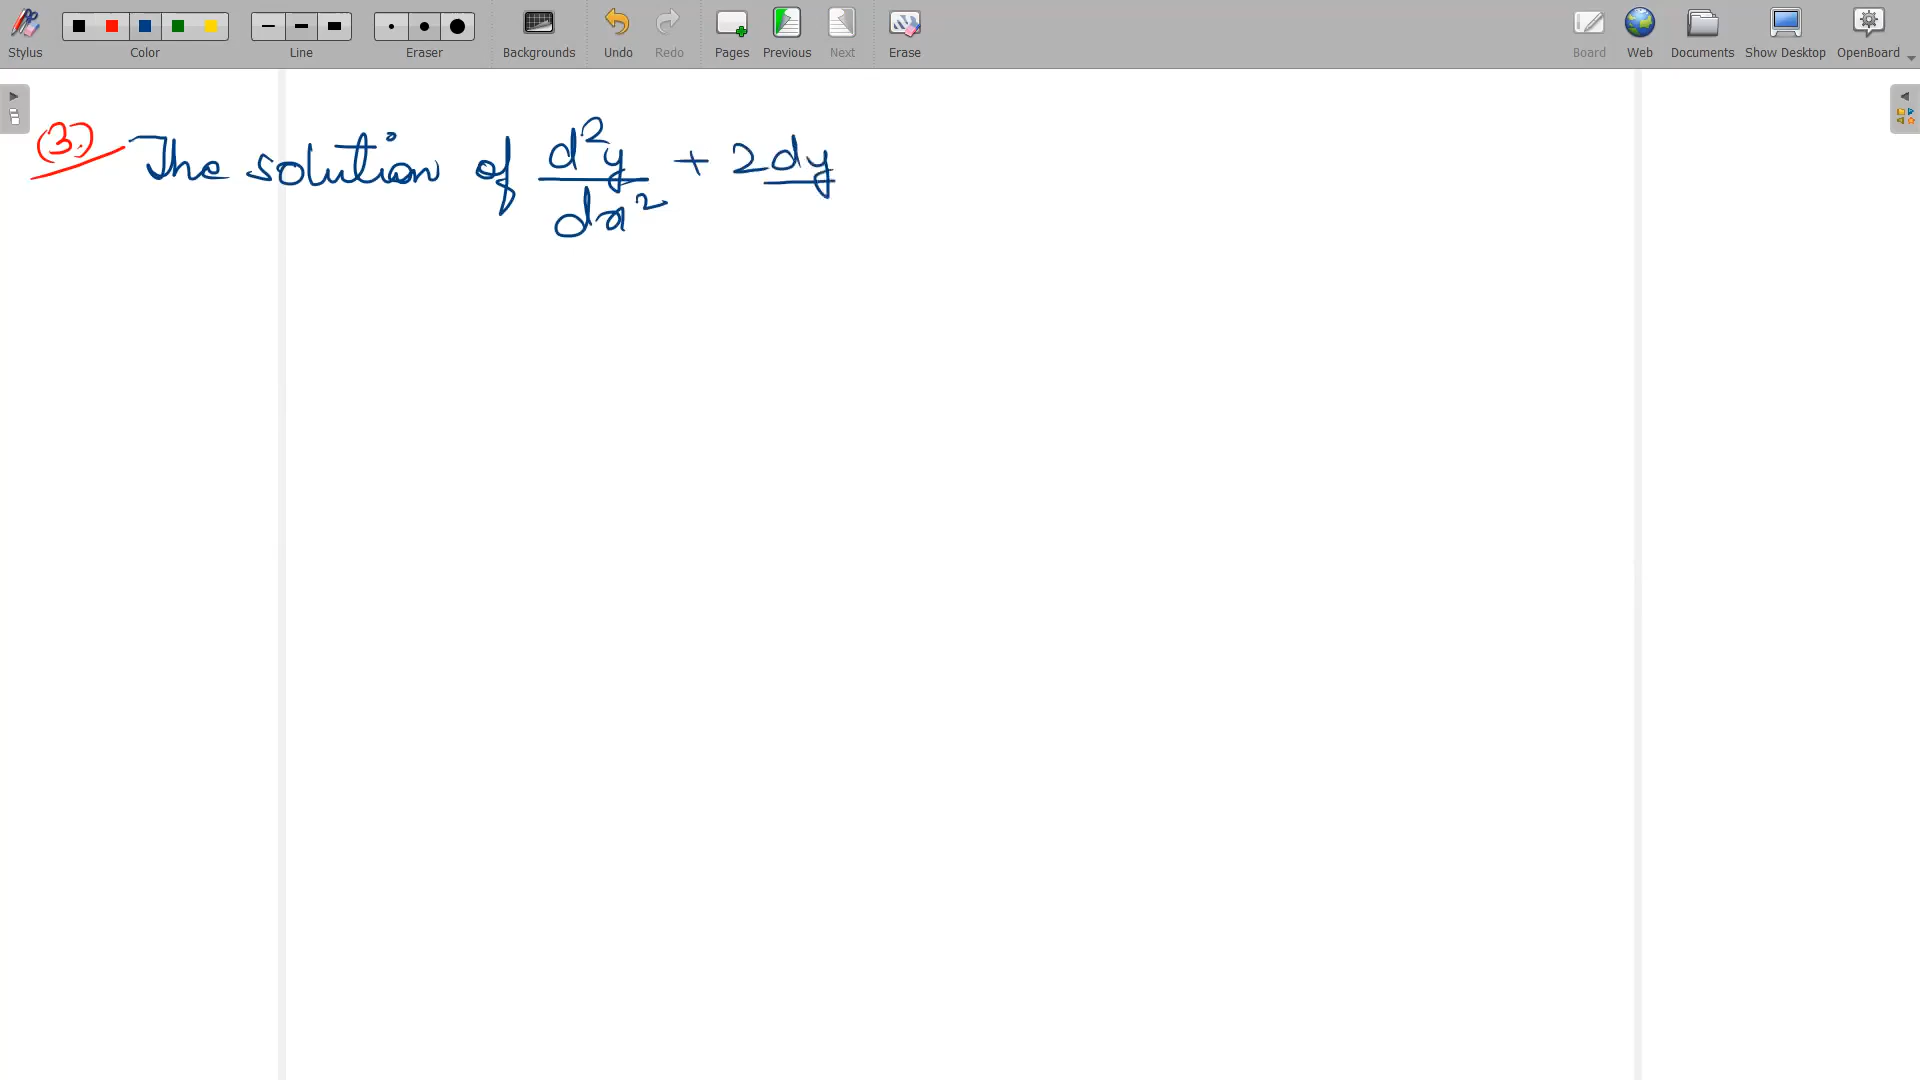 Stylus Color Line Eraser Backgrounds Undo Redo Pages Previous Next Erase Board Web Documents Show Desktop OpenBoard
(3.) The solution of d²y/dx² + 2dy